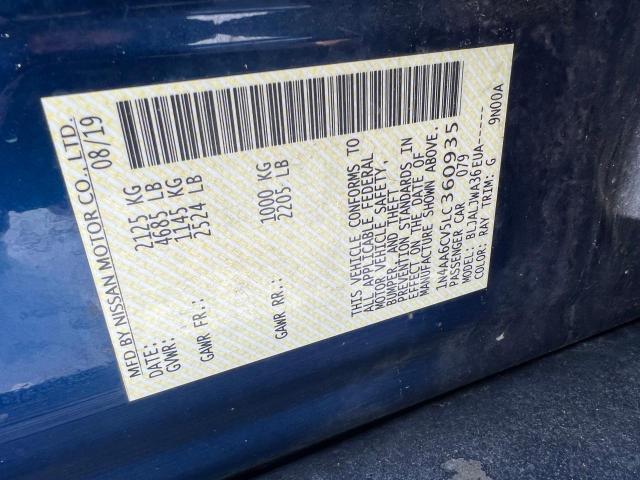 MFD BY NISSAN MOTOR CO., LTD.
DATE: 08/19
GVWR: 2125 KG
4685 LB
GAWR FR.: 1145 KG
2524 LB
GAWR RR.: 1000 KG
2205 LB
THIS VEHICLE CONFORMS TO
ALL APPLICABLE FEDERAL
MOTOR VEHICLE SAFETY,
BUMPER, AND THEFT
PREVENTION STANDARDS IN
EFFECT ON THE DATE OF
MANUFACTURE SHOWN ABOVE.
1N4AA6CV5LC360935
PASSENGER CAR 079
MODEL: BLJALJWA36EUA-----
COLOR: RAY TRIM: G 9N00A